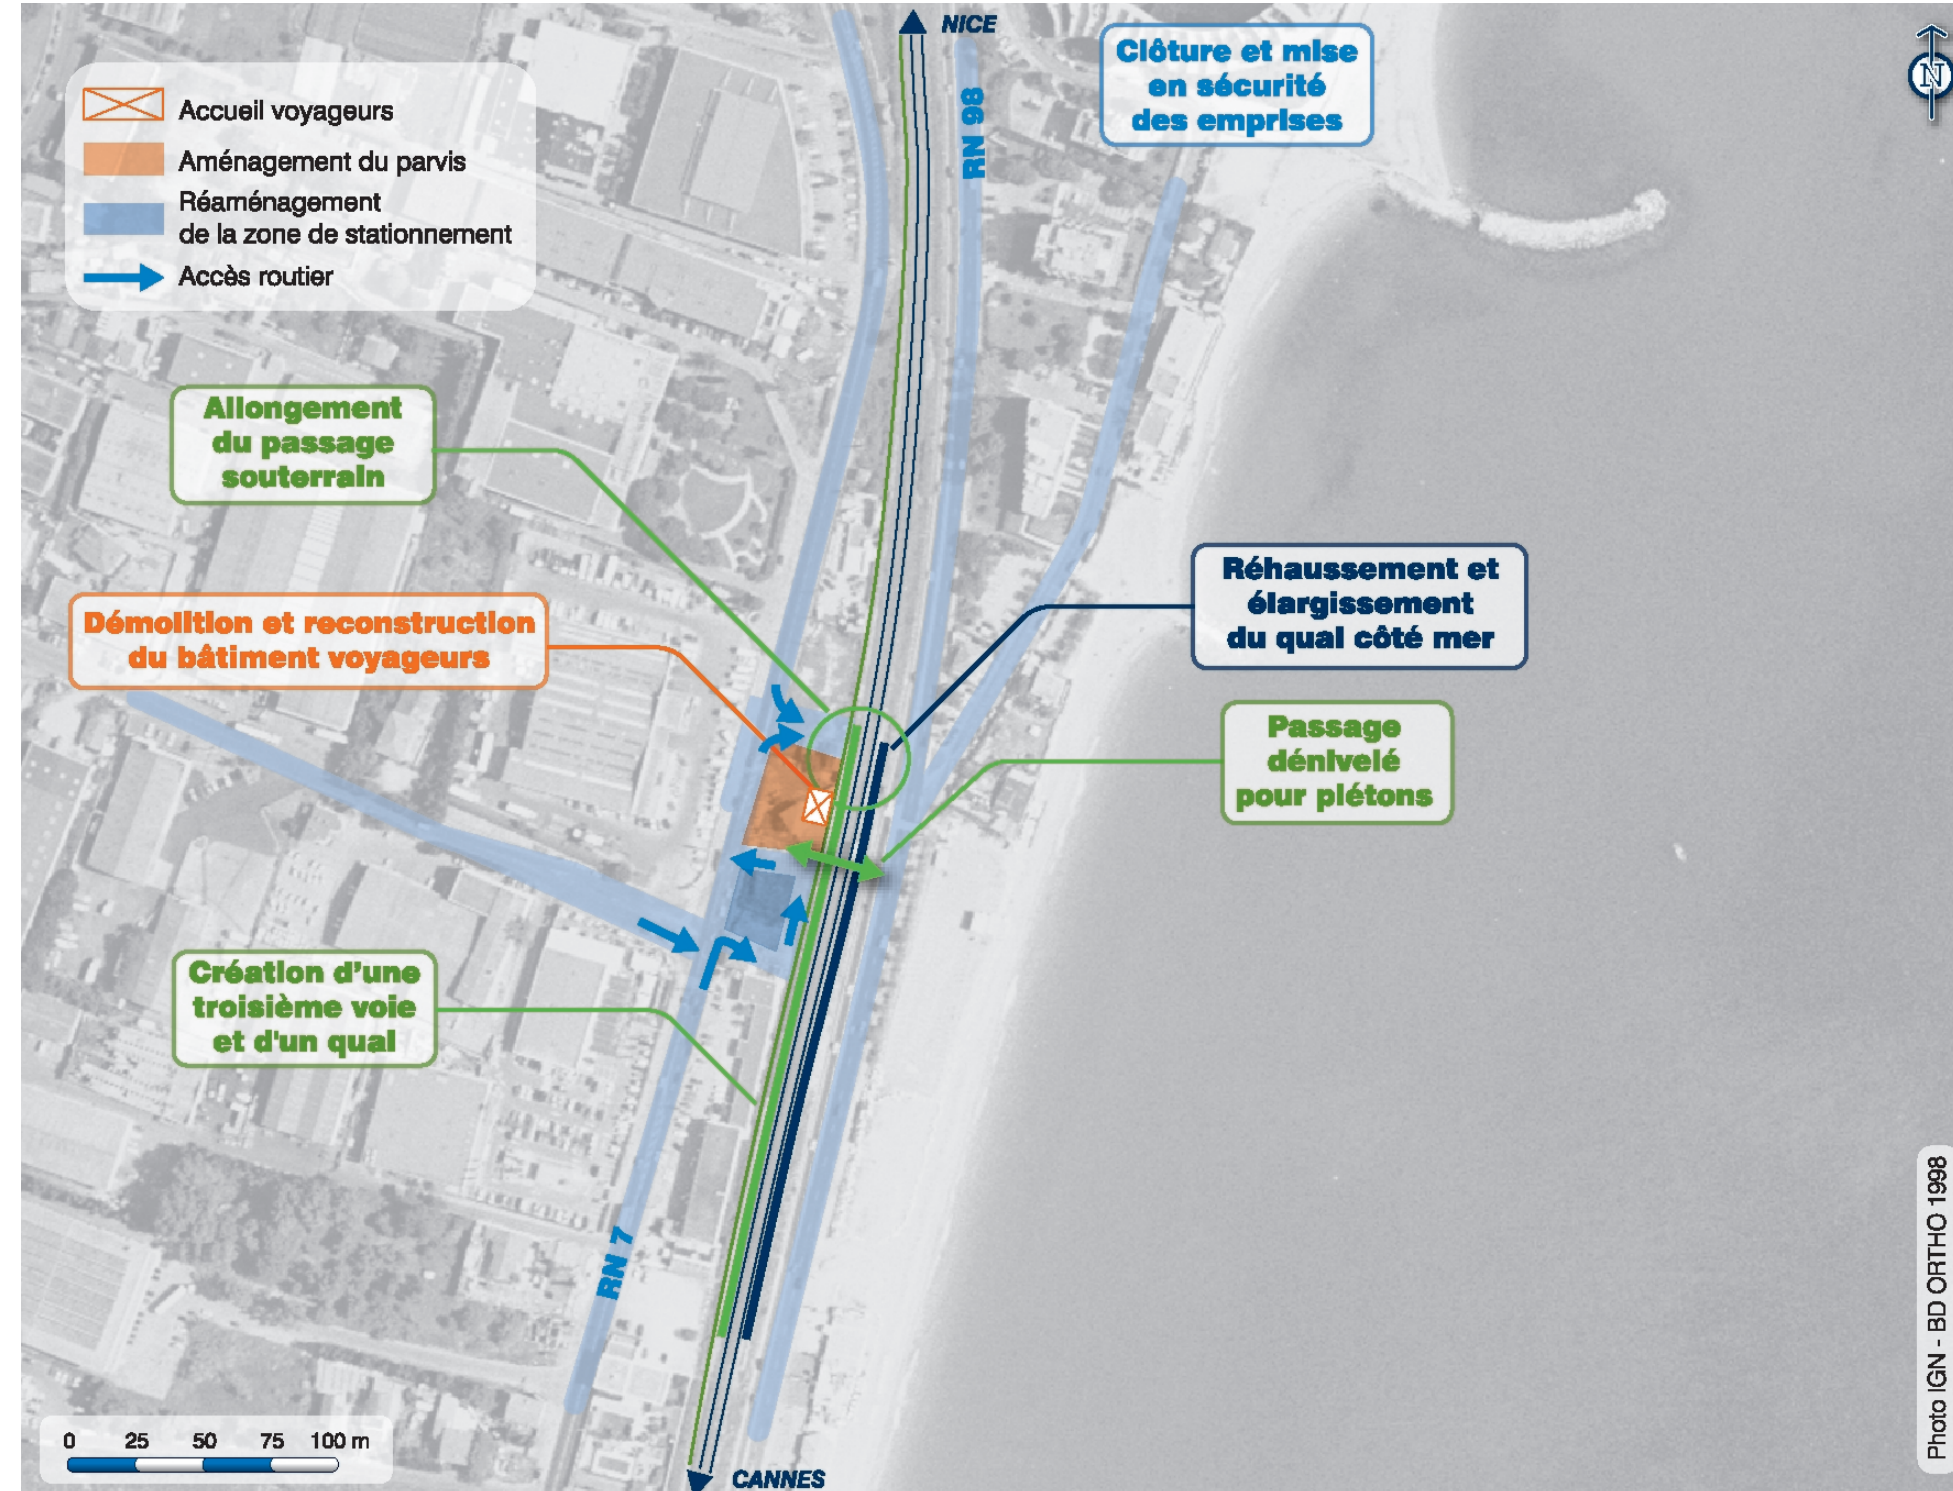 NICE
Clôture et mise
en sécurité
des emprises
N
RN 98
Accueil voyageurs
Aménagement du parvis
Réaménagement
de la zone de stationnement
Accès routier
Allongement
du passage
souterrain
Réhaussement et
élargissement
du quai côté mer
Démolition et reconstruction
du bâtiment voyageurs
Passage
dénivelé
pour piétons
Création d'une
troisième voie
et d'un quai
RN 7
0 25 50 75 100 m
CANNES
Photo IGN - BD ORTHO 1998